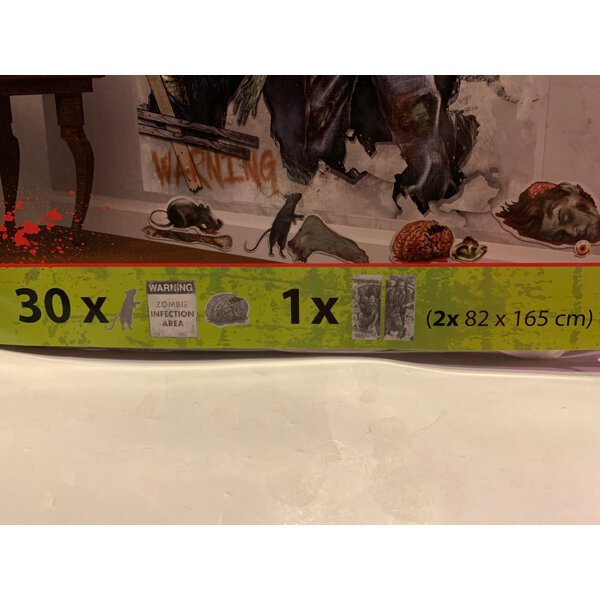 WARNING
30 x
WARNING
ZOMBIE
INFECTION
AREA
1x
(2x 82 x 165 cm)